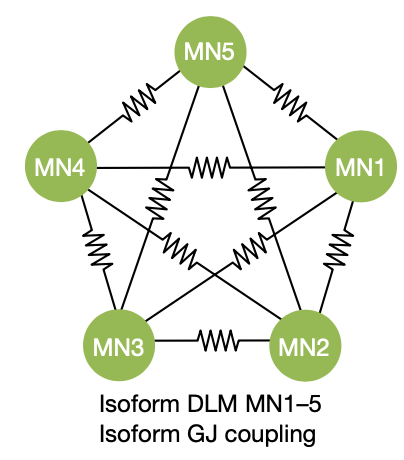 MN5
MN4
MN1
MN3
MN2
Isoform DLM MN1–5
Isoform GJ coupling